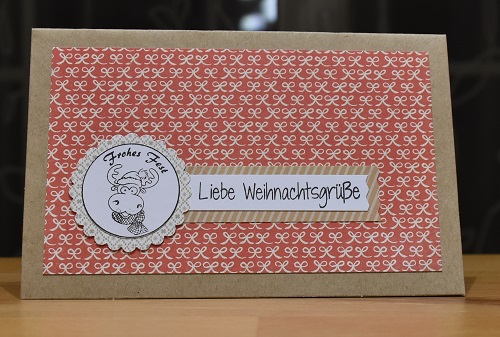 Frohes Fest
Liebe Weihnachtsgrüße